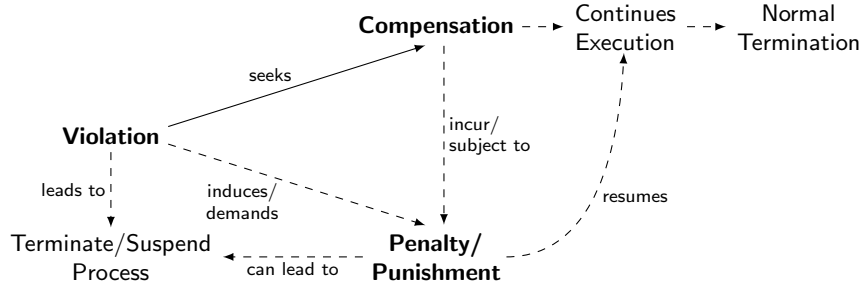 Compensation
Continues
Execution
Normal
Termination
seeks
Violation
incur/
subject to
leads to
induces/
demands
resumes
Terminate/Suspend
Process
can lead to
Penalty/
Punishment